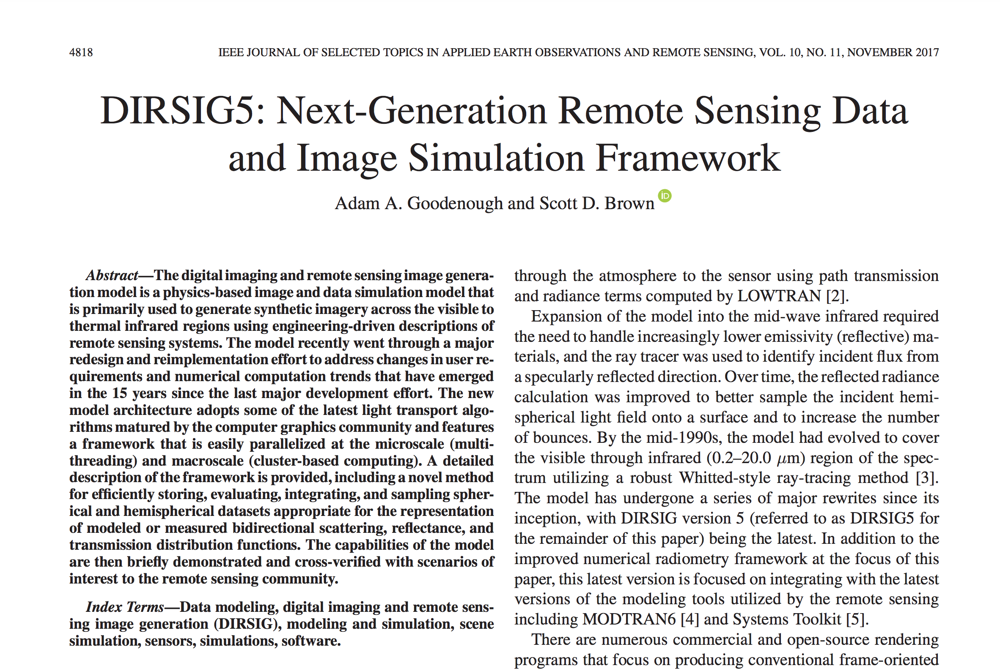 4818
IEEE JOURNAL OF SELECTED TOPICS IN APPLIED EARTH OBSERVATIONS AND REMOTE SENSING, VOL. 10, NO. 11, NOVEMBER 2017
DIRSIG5: Next-Generation Remote Sensing Data
and Image Simulation Framework
Adam A. Goodenough and Scott D. Brown iD
Abstract—The digital imaging and remote sensing image genera-
tion model is a physics-based image and data simulation model that
is primarily used to generate synthetic imagery across the visible to
thermal infrared regions using engineering-driven descriptions of
remote sensing systems. The model recently went through a major
redesign and reimplementation effort to address changes in user re-
quirements and numerical computation trends that have emerged
in the 15 years since the last major development effort. The new
model architecture adopts some of the latest light transport algo-
rithms matured by the computer graphics community and features
a framework that is easily parallelized at the microscale (multi-
threading) and macroscale (cluster-based computing). A detailed
description of the framework is provided, including a novel method
for efficiently storing, evaluating, integrating, and sampling spher-
ical and hemispherical datasets appropriate for the representation
of modeled or measured bidirectional scattering, reflectance, and
transmission distribution functions. The capabilities of the model
are then briefly demonstrated and cross-verified with scenarios of
interest to the remote sensing community.
Index Terms—Data modeling, digital imaging and remote sens-
ing image generation (DIRSIG), modeling and simulation, scene
simulation, sensors, simulations, software.
through the atmosphere to the sensor using path transmission
and radiance terms computed by LOWTRAN [2].
Expansion of the model into the mid-wave infrared required
the need to handle increasingly lower emissivity (reflective) ma-
terials, and the ray tracer was used to identify incident flux from
a specularly reflected direction. Over time, the reflected radiance
calculation was improved to better sample the incident hemi-
spherical light field onto a surface and to increase the number
of bounces. By the mid-1990s, the model had evolved to cover
the visible through infrared (0.2–20.0 μm) region of the spec-
trum utilizing a robust Whitted-style ray-tracing method [3].
The model has undergone a series of major rewrites since its
inception, with DIRSIG version 5 (referred to as DIRSIG5 for
the remainder of this paper) being the latest. In addition to the
improved numerical radiometry framework at the focus of this
paper, this latest version is focused on integrating with the latest
versions of the modeling tools utilized by the remote sensing
including MODTRAN6 [4] and Systems Toolkit [5].
There are numerous commercial and open-source rendering
programs that focus on producing conventional frame-oriented